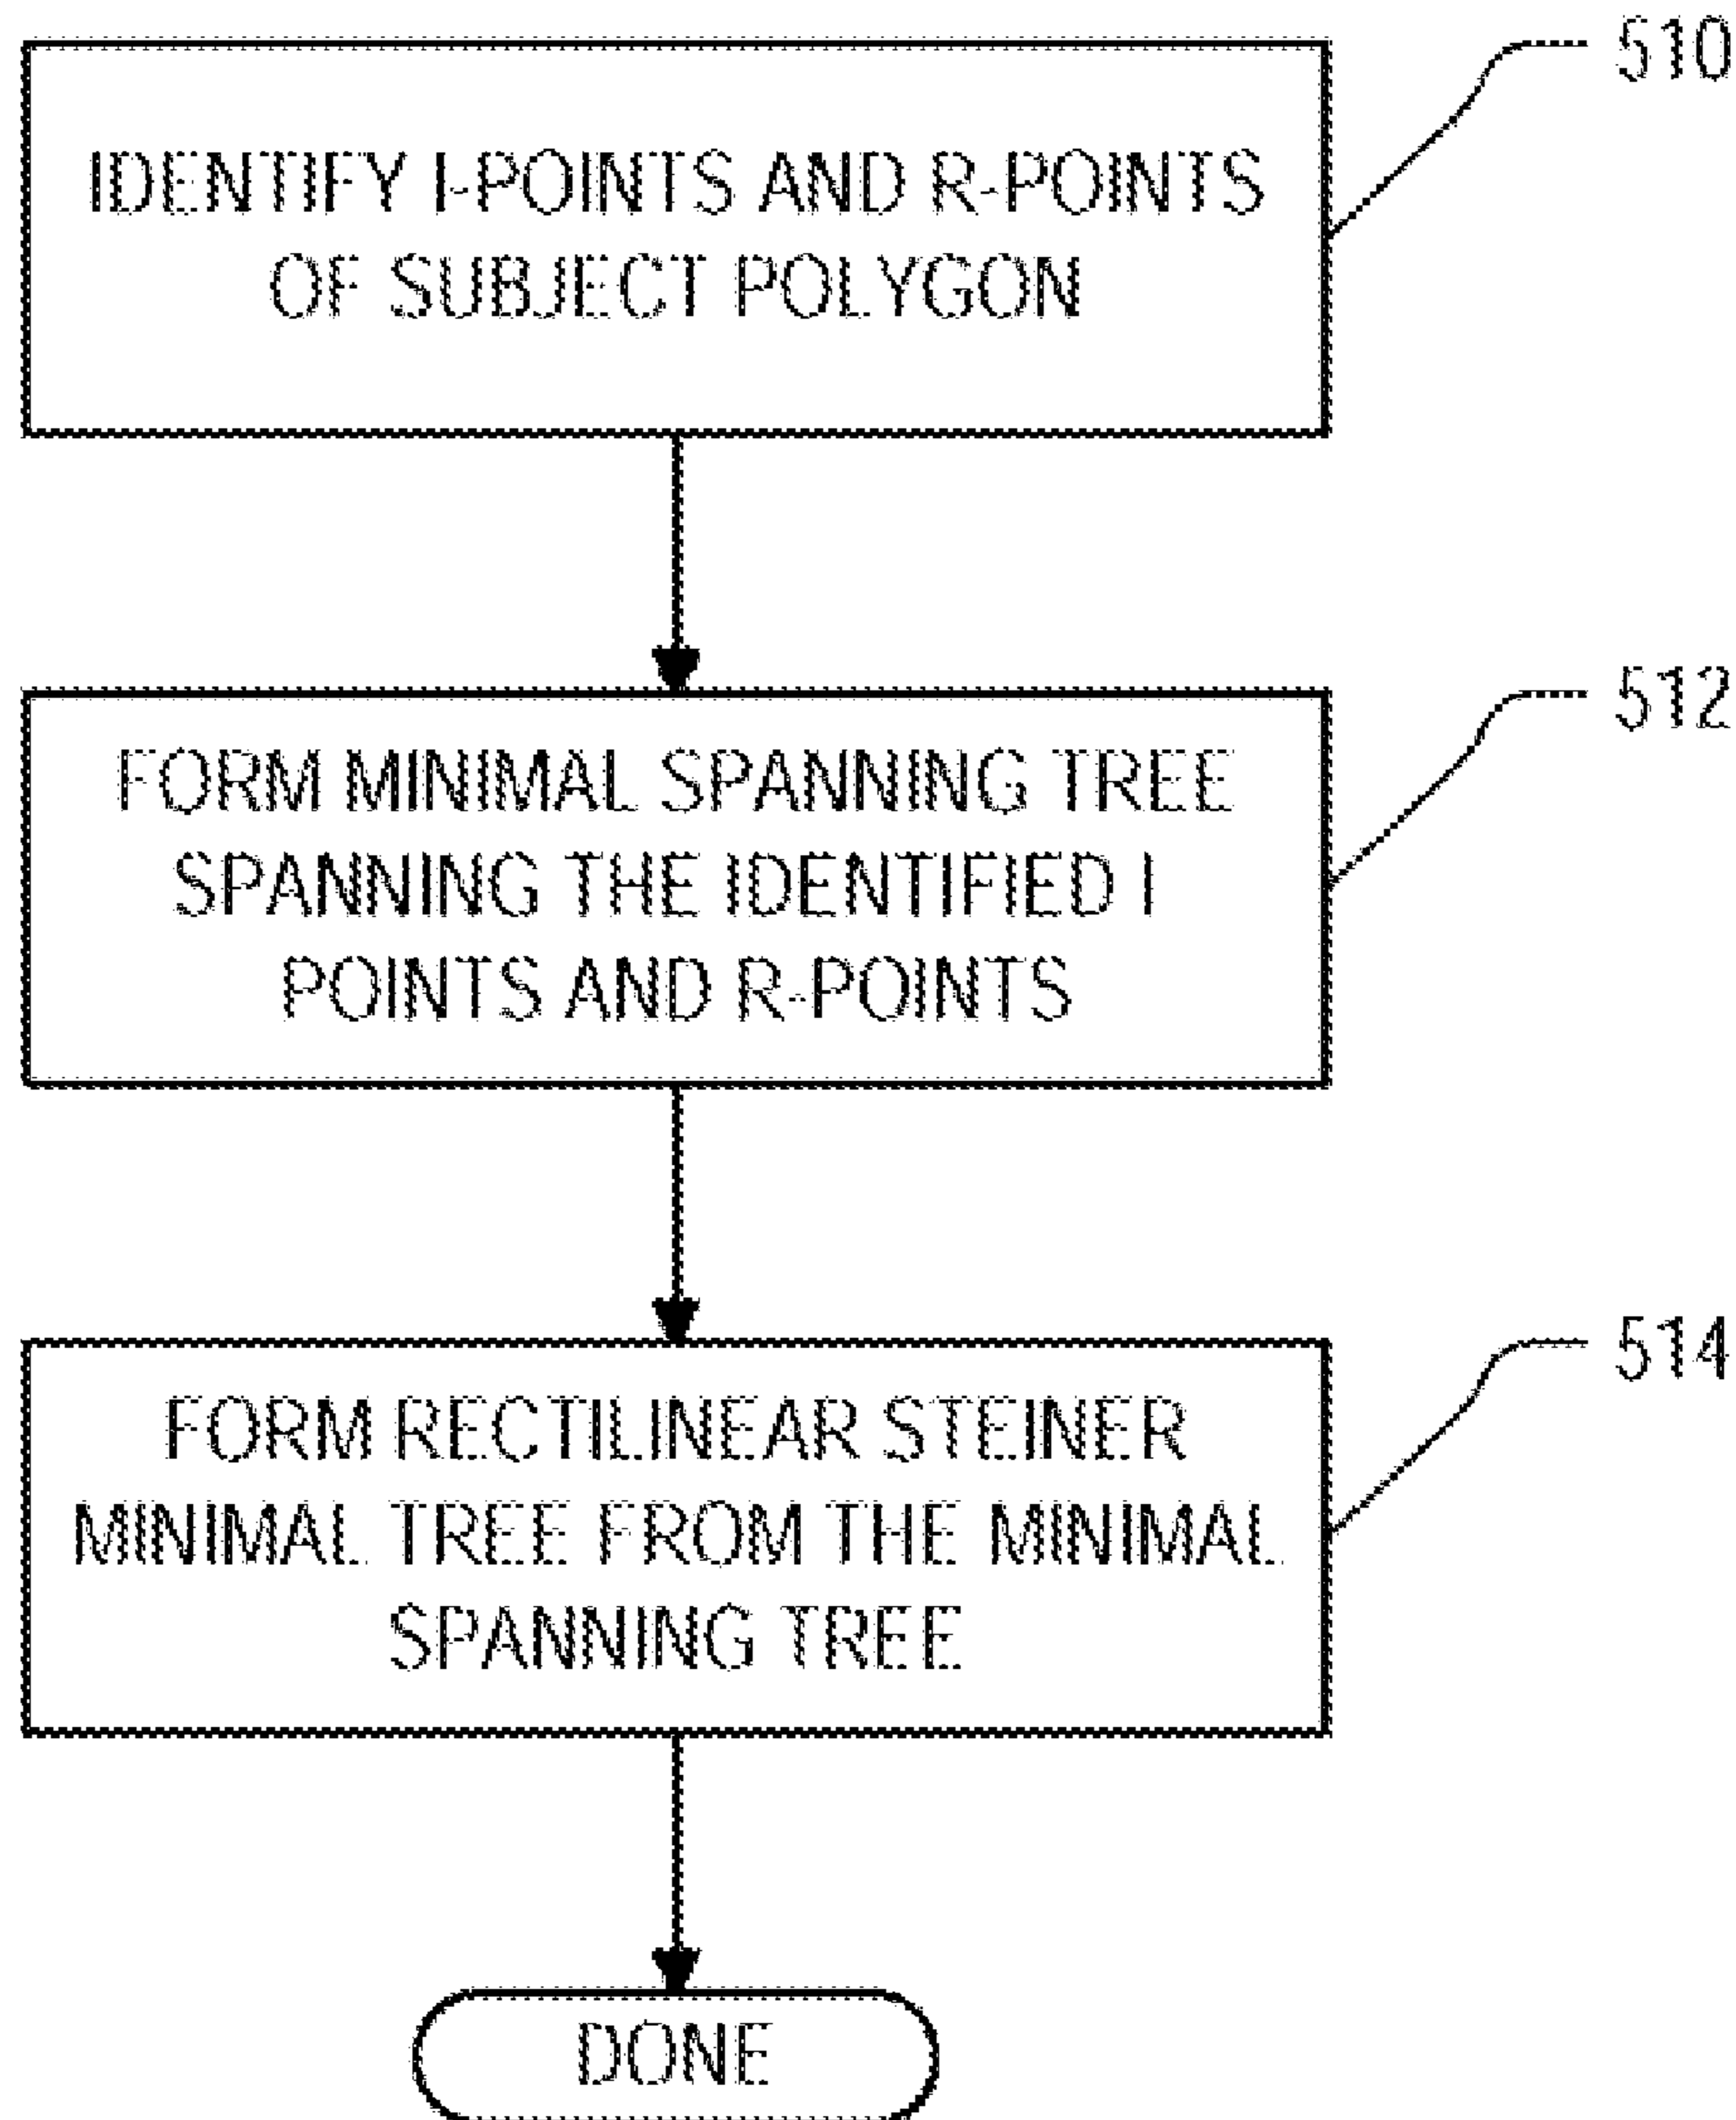 510
IDENTIFY I-POINTS AND R-POINTS
OF SUBJECT POLYGON
512
FORM MINIMAL SPANNING TREE
SPANNING THE IDENTIFIED I
POINTS AND R-POINTS
514
FORM RECTILINEAR STEINER
MINIMAL TREE FROM THE MINIMAL
SPANNING TREE
DONE